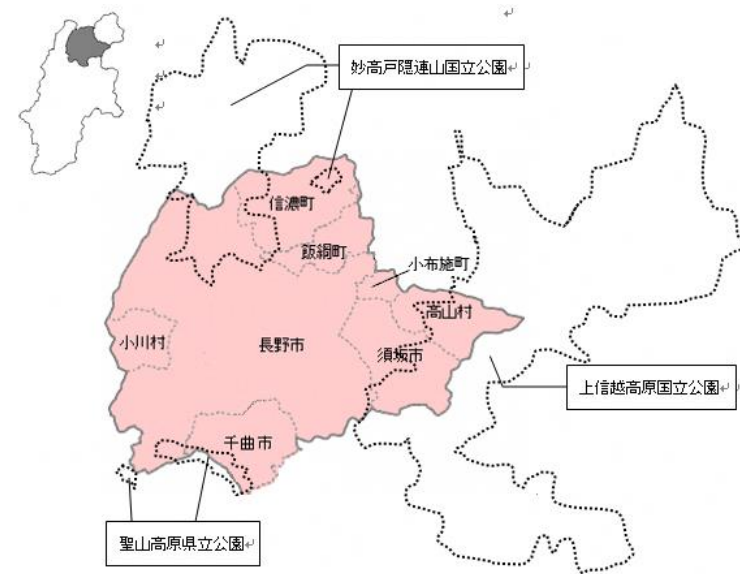 妙高戸隠連山国立公園
信濃町
飯綱町
小布施町
高山村
小川村
長野市
須坂市
上信越高原国立公園
千曲市
聖山高原県立公園